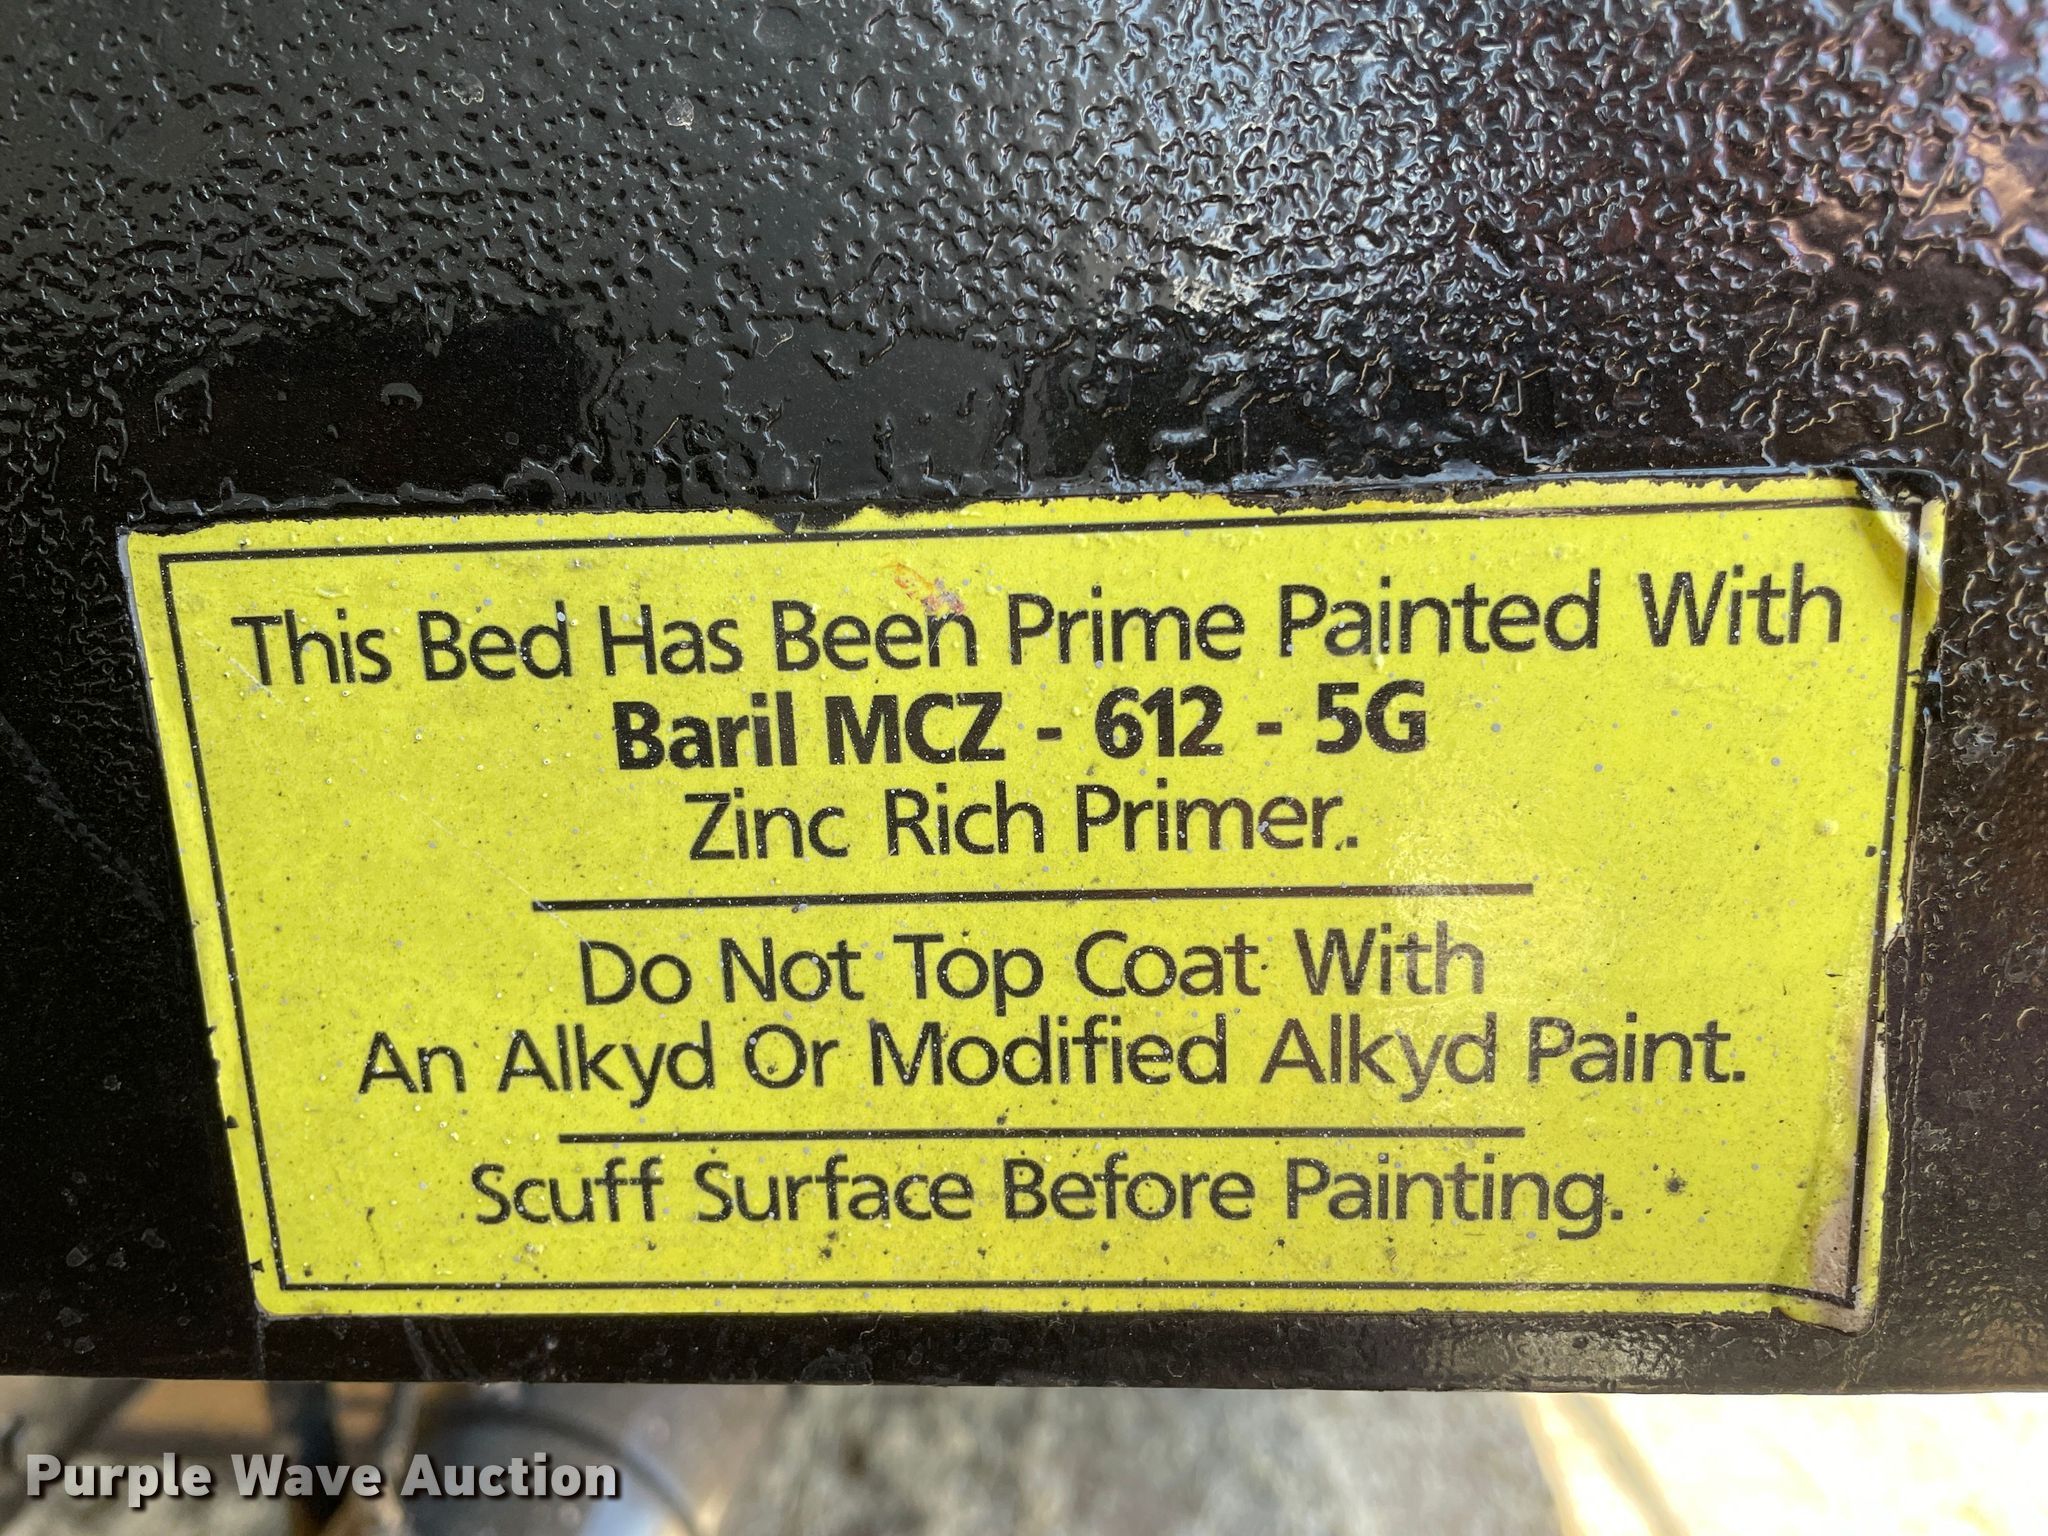 This Bed Has Been Prime Painted With
Baril MCZ - 612 - 5G
Zinc Rich Primer.
Do Not Top Coat With
An Alkyd Or Modified Alkyd Paint.
Scuff Surface Before Painting.
Purple Wave Auction